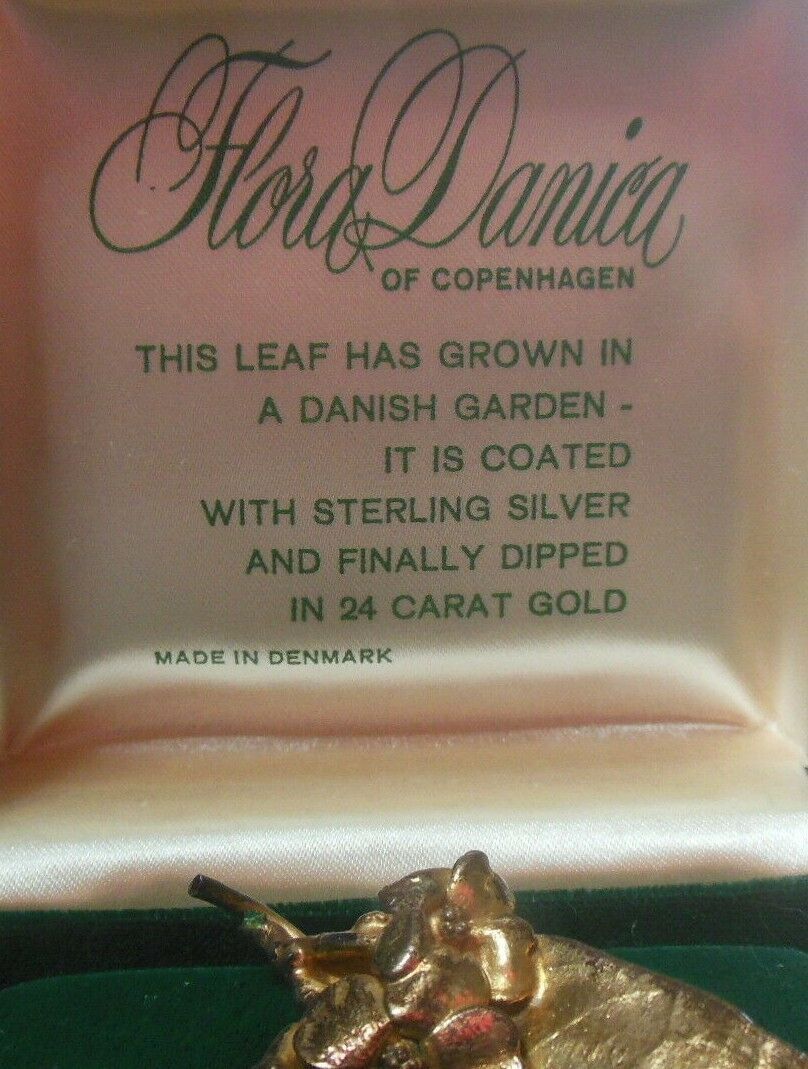 Flora Danica
OF COPENHAGEN
THIS LEAF HAS GROWN IN
A DANISH GARDEN -
IT IS COATED
WITH STERLING SILVER
AND FINALLY DIPPED
IN 24 CARAT GOLD
MADE IN DENMARK